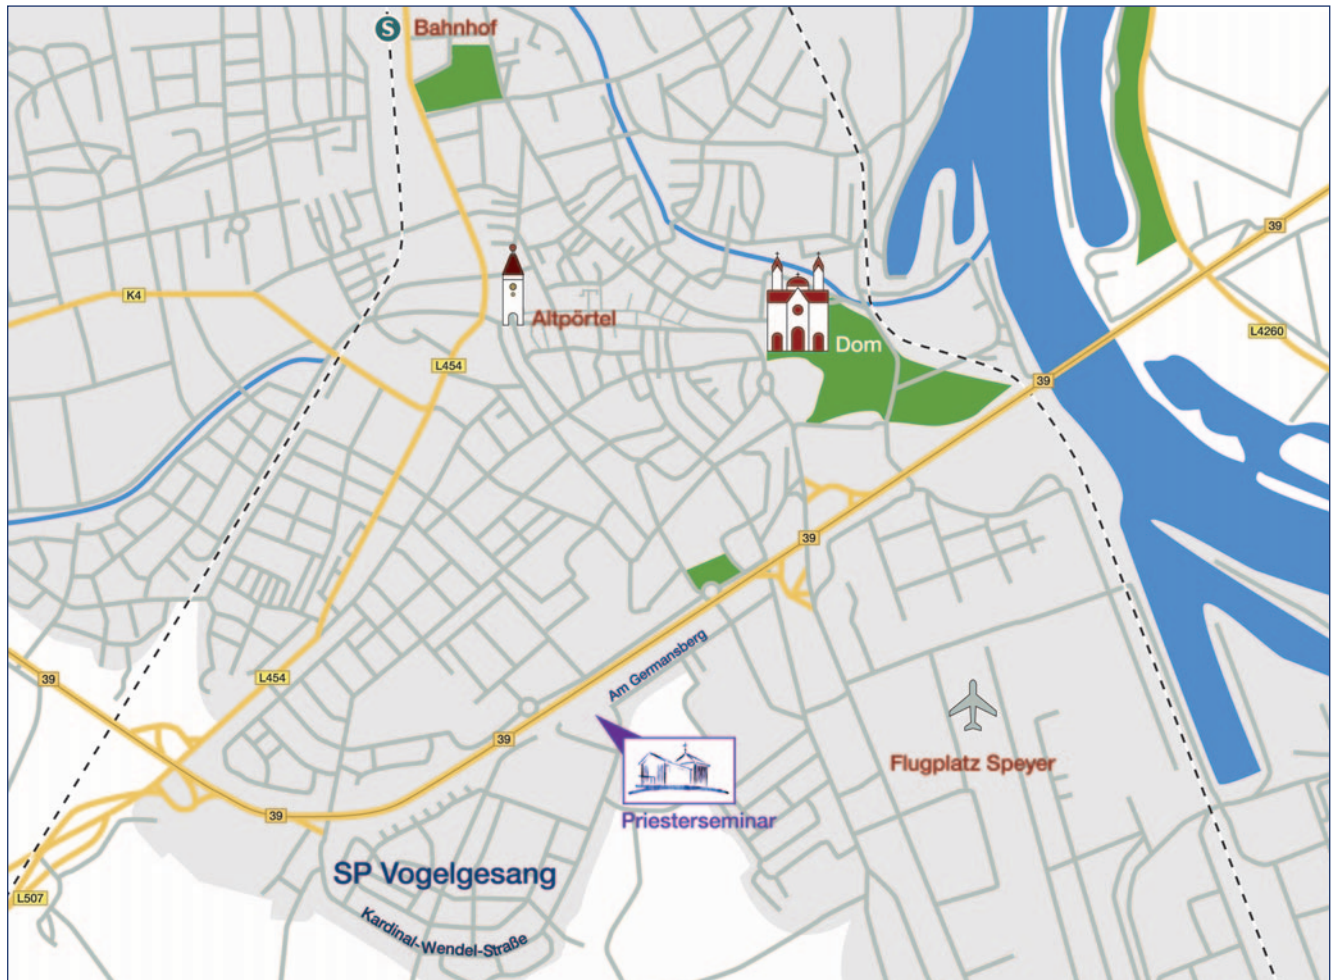 S
Bahnhof
39
K4
Altpörtel
L4260
Dom
L454
39
39
Am Germansberg
L454
39
39
Flugplatz Speyer
39
Priesterseminar
SP Vogelgesang
L507
Kardinal-Wendel-Straße